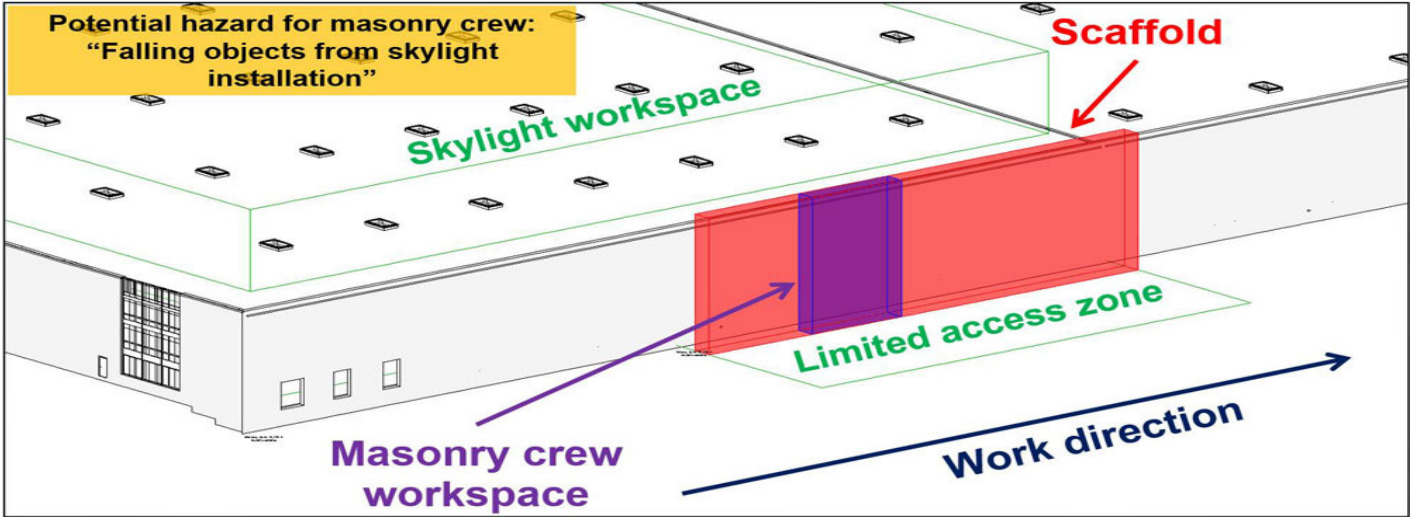 Potential hazard for masonry crew:
“Falling objects from skylight
installation”
Scaffold
Skylight workspace
Limited access zone
Work direction
Masonry crew
workspace